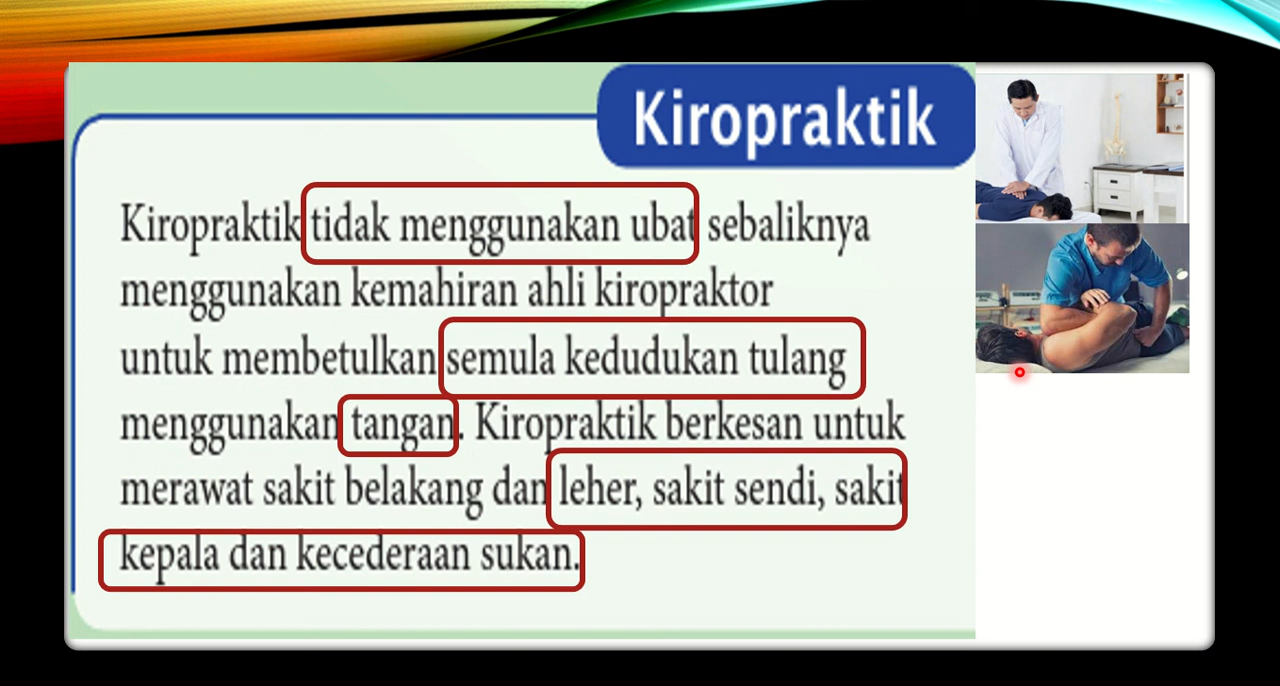 Kiropraktik
Kiropraktik tidak menggunakan ubat sebaliknya
menggunakan kemahiran ahli kiropraktor
untuk membetulkan semula kedudukan tulang
menggunakan tangan. Kiropraktik berkesan untuk
merawat sakit belakang dan leher, sakit sendi, sakit
kepala dan kecederaan sukan.